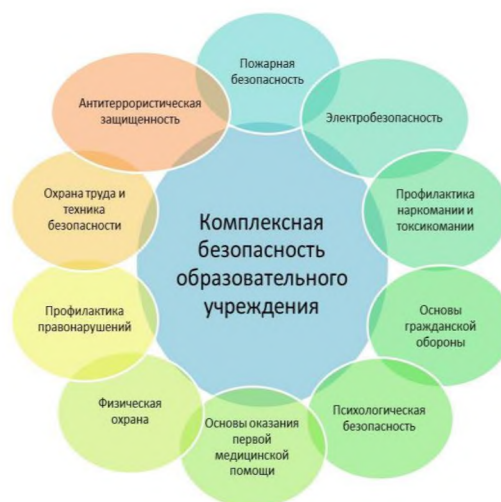 Пожарная
безопасность
Электробезопасность
Профилактика
наркомании и
токсикомании
Основы
гражданской
обороны
Психологическая
безопасность
Основы оказания
первой
медицинской
помощи
Физическая
охрана
Профилактика
правонарушений
Охрана труда и
техника
безопасности
Антитеррористическая
защищенность
Комплексная
безопасность
образовательного
учреждения